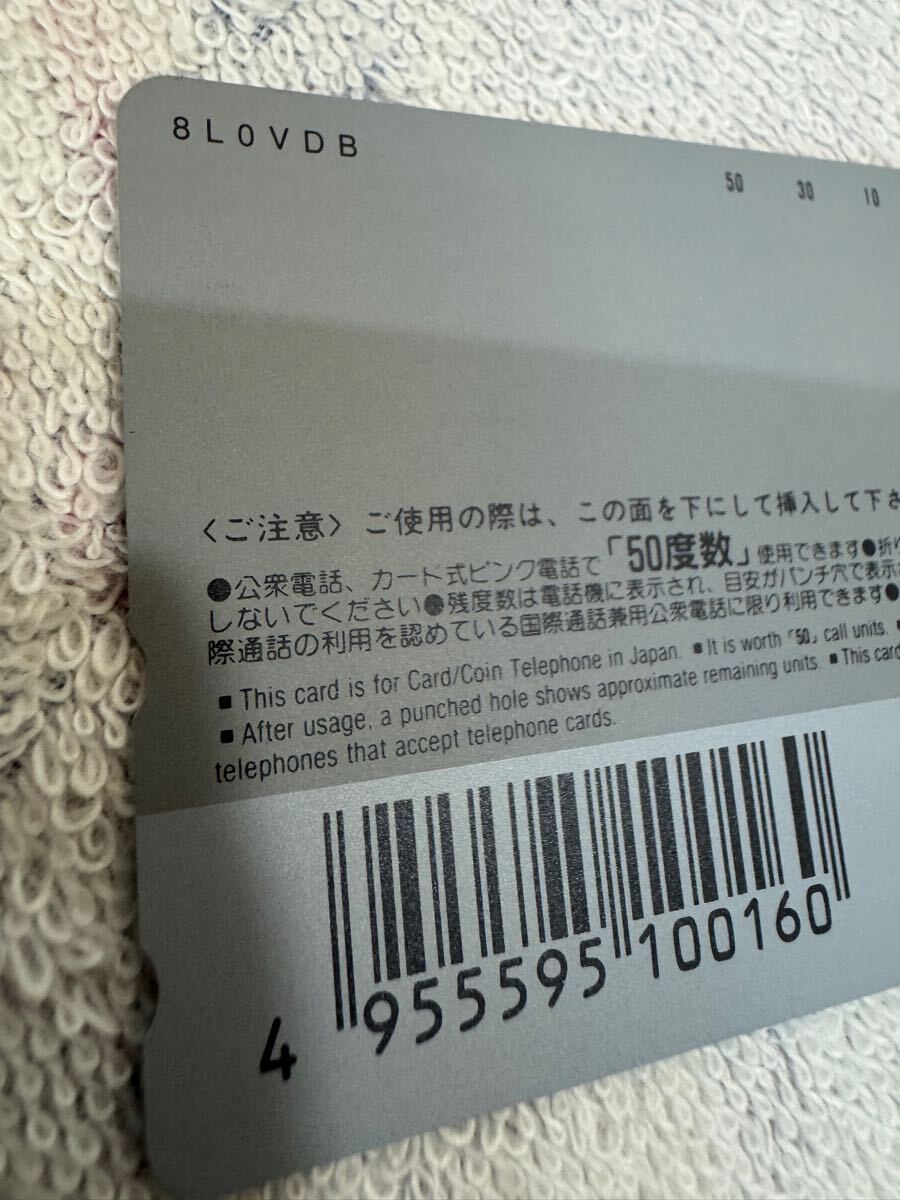 8L0VDB
50 30 10
〈ご注意〉ご使用の際は、この面を下にして挿入して下さ
●公衆電話、カード式ピンク電話で「50度数」使用できます●折り
しないでください●残度数は電話機に表示され、目安がパンチ穴で表示さ
際通話の利用を認めている国際通話兼用公衆電話に限り利用できます●
■ This card is for Card/Coin Telephone in Japan. ■ It is worth「50」call units. ■
■ After usage, a punched hole shows approximate remaining units. ■ This card
telephones that accept telephone cards.
4 955595 100160